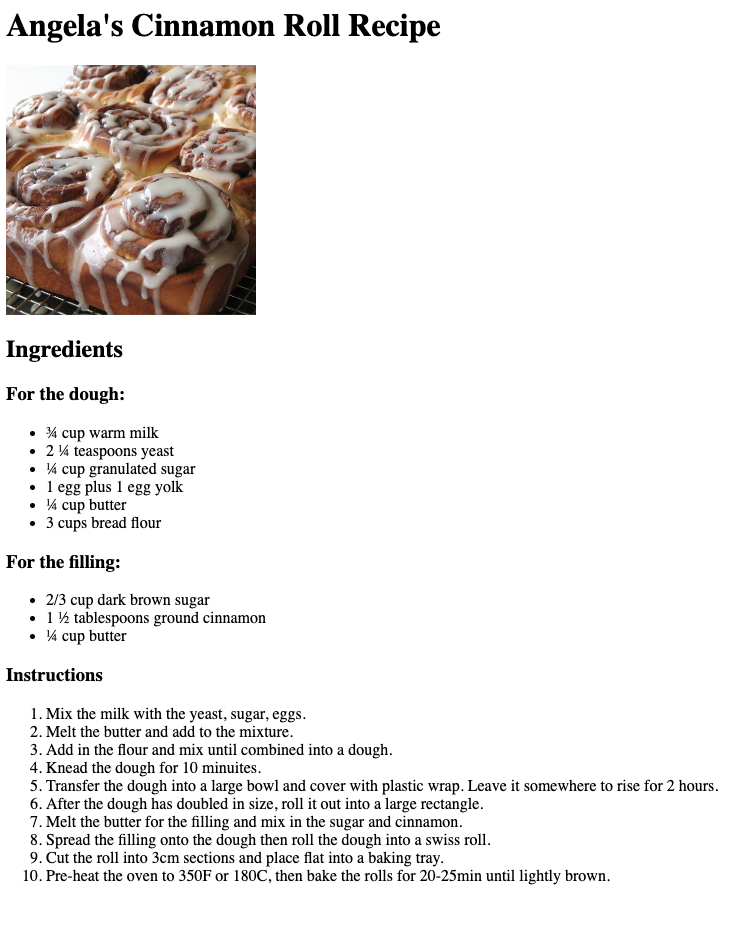 Angela's Cinnamon Roll Recipe
Ingredients
For the dough:
• ¾ cup warm milk
• 2 ¼ teaspoons yeast
• ¼ cup granulated sugar
• 1 egg plus 1 egg yolk
• ¼ cup butter
• 3 cups bread flour
For the filling:
• 2/3 cup dark brown sugar
• 1 ½ tablespoons ground cinnamon
• ¼ cup butter
Instructions
1. Mix the milk with the yeast, sugar, eggs.
2. Melt the butter and add to the mixture.
3. Add in the flour and mix until combined into a dough.
4. Knead the dough for 10 minuites.
5. Transfer the dough into a large bowl and cover with plastic wrap. Leave it somewhere to rise for 2 hours.
6. After the dough has doubled in size, roll it out into a large rectangle.
7. Melt the butter for the filling and mix in the sugar and cinnamon.
8. Spread the filling onto the dough then roll the dough into a swiss roll.
9. Cut the roll into 3cm sections and place flat into a baking tray.
10. Pre-heat the oven to 350F or 180C, then bake the rolls for 20-25min until lightly brown.